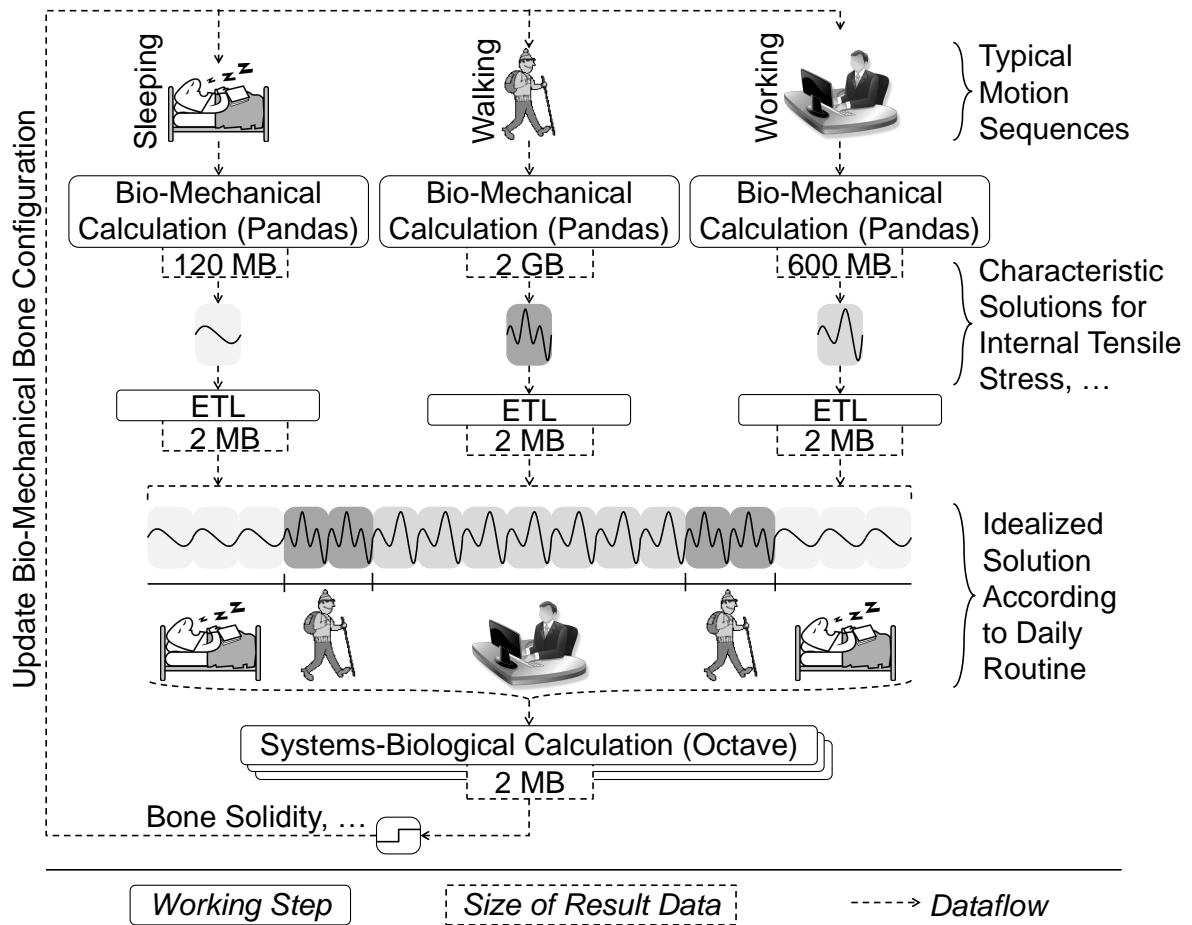 Update Bio-Mechanical Bone Configuration
Sleeping
z z z
Walking
Working
Typical
Motion
Sequences
Bio-Mechanical
Calculation (Pandas)
120 MB
Bio-Mechanical
Calculation (Pandas)
2 GB
Bio-Mechanical
Calculation (Pandas)
600 MB
Characteristic
Solutions for
Internal Tensile
Stress, …
ETL
2 MB
ETL
2 MB
ETL
2 MB
Idealized
Solution
According
to Daily
Routine
z z z
z z z
Systems-Biological Calculation (Octave)
2 MB
Bone Solidity, …
Working Step
Size of Result Data
Dataflow